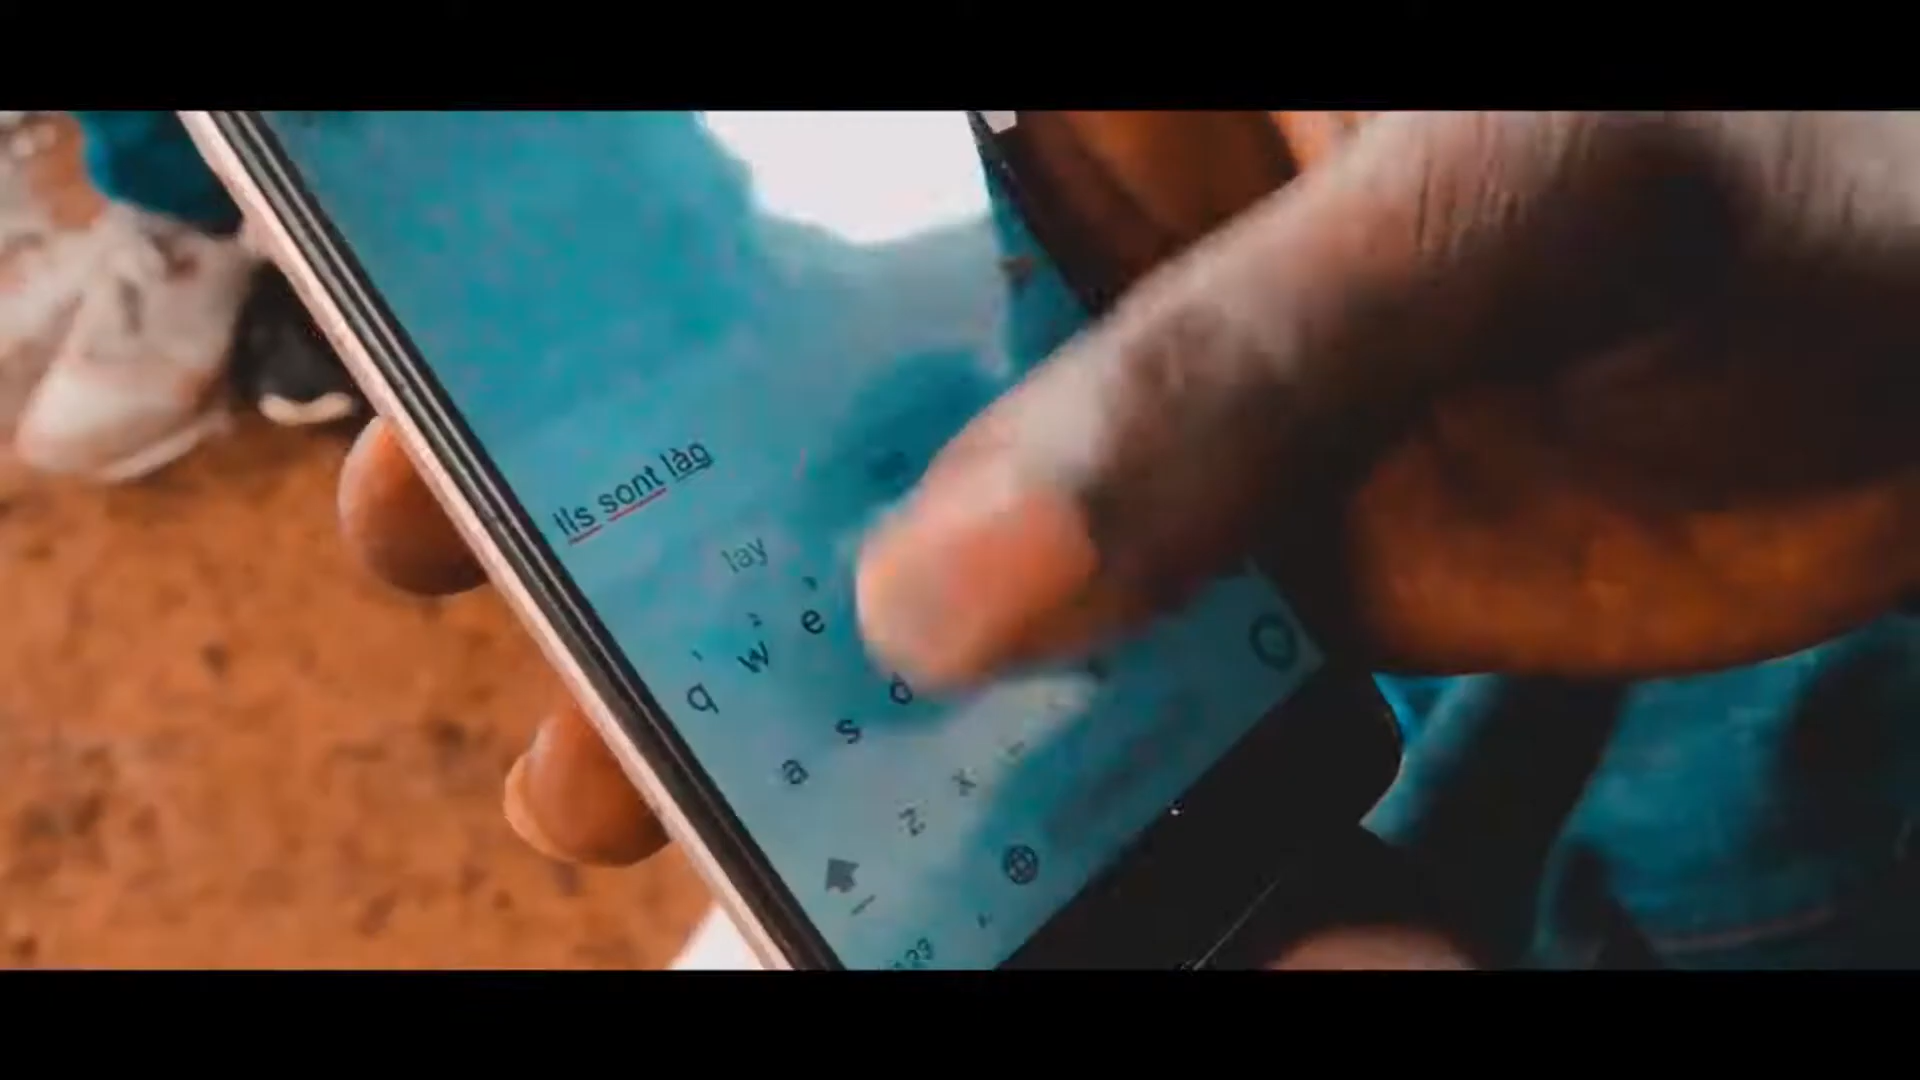 Ils sont làg
lay
q w e
a s d
z x